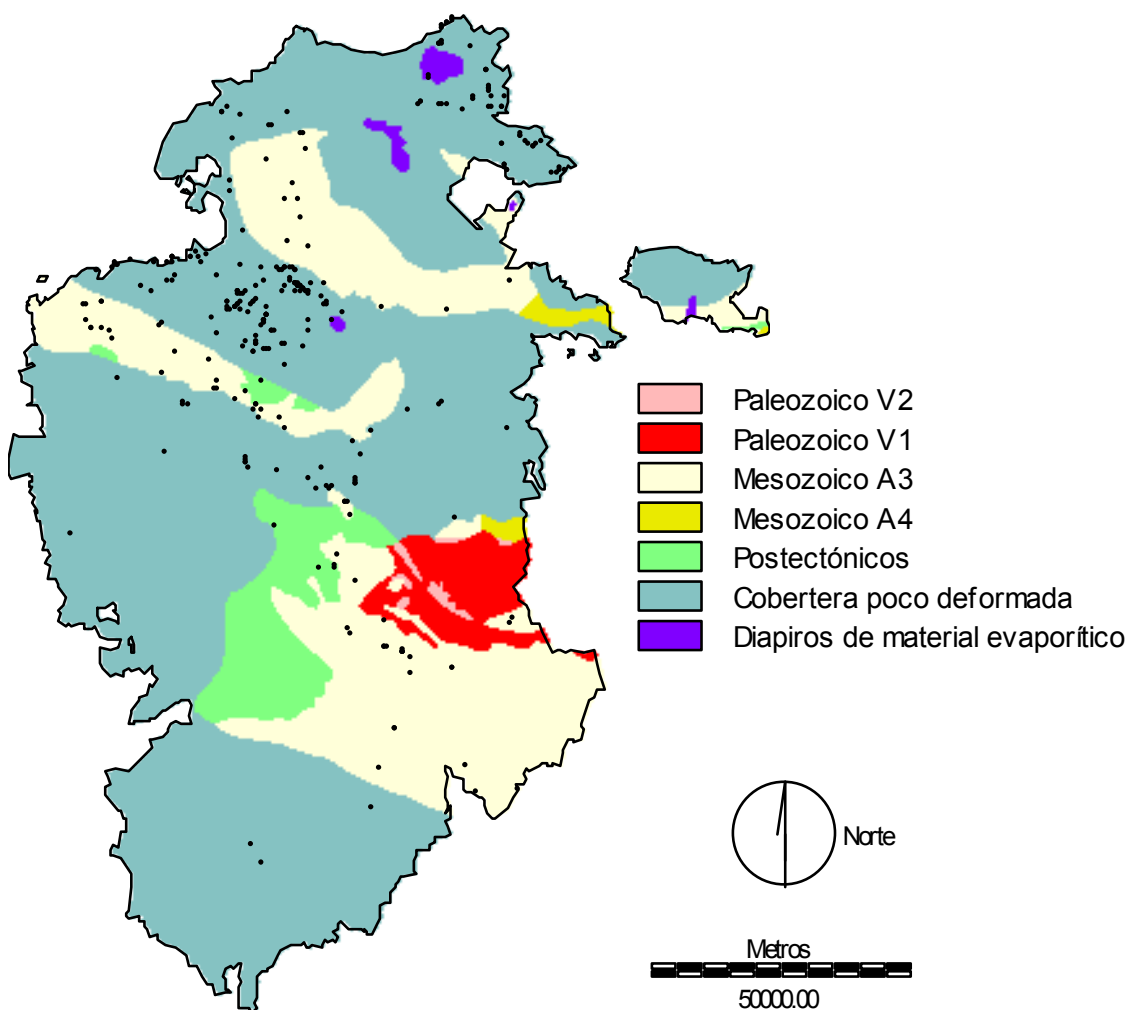 Paleozoico V2
Paleozoico V1
Mesozoico A3
Mesozoico A4
Postectónicos
Cobertera poco deformada
Diapiros de material evaporítico
Norte
Metros
50000.00